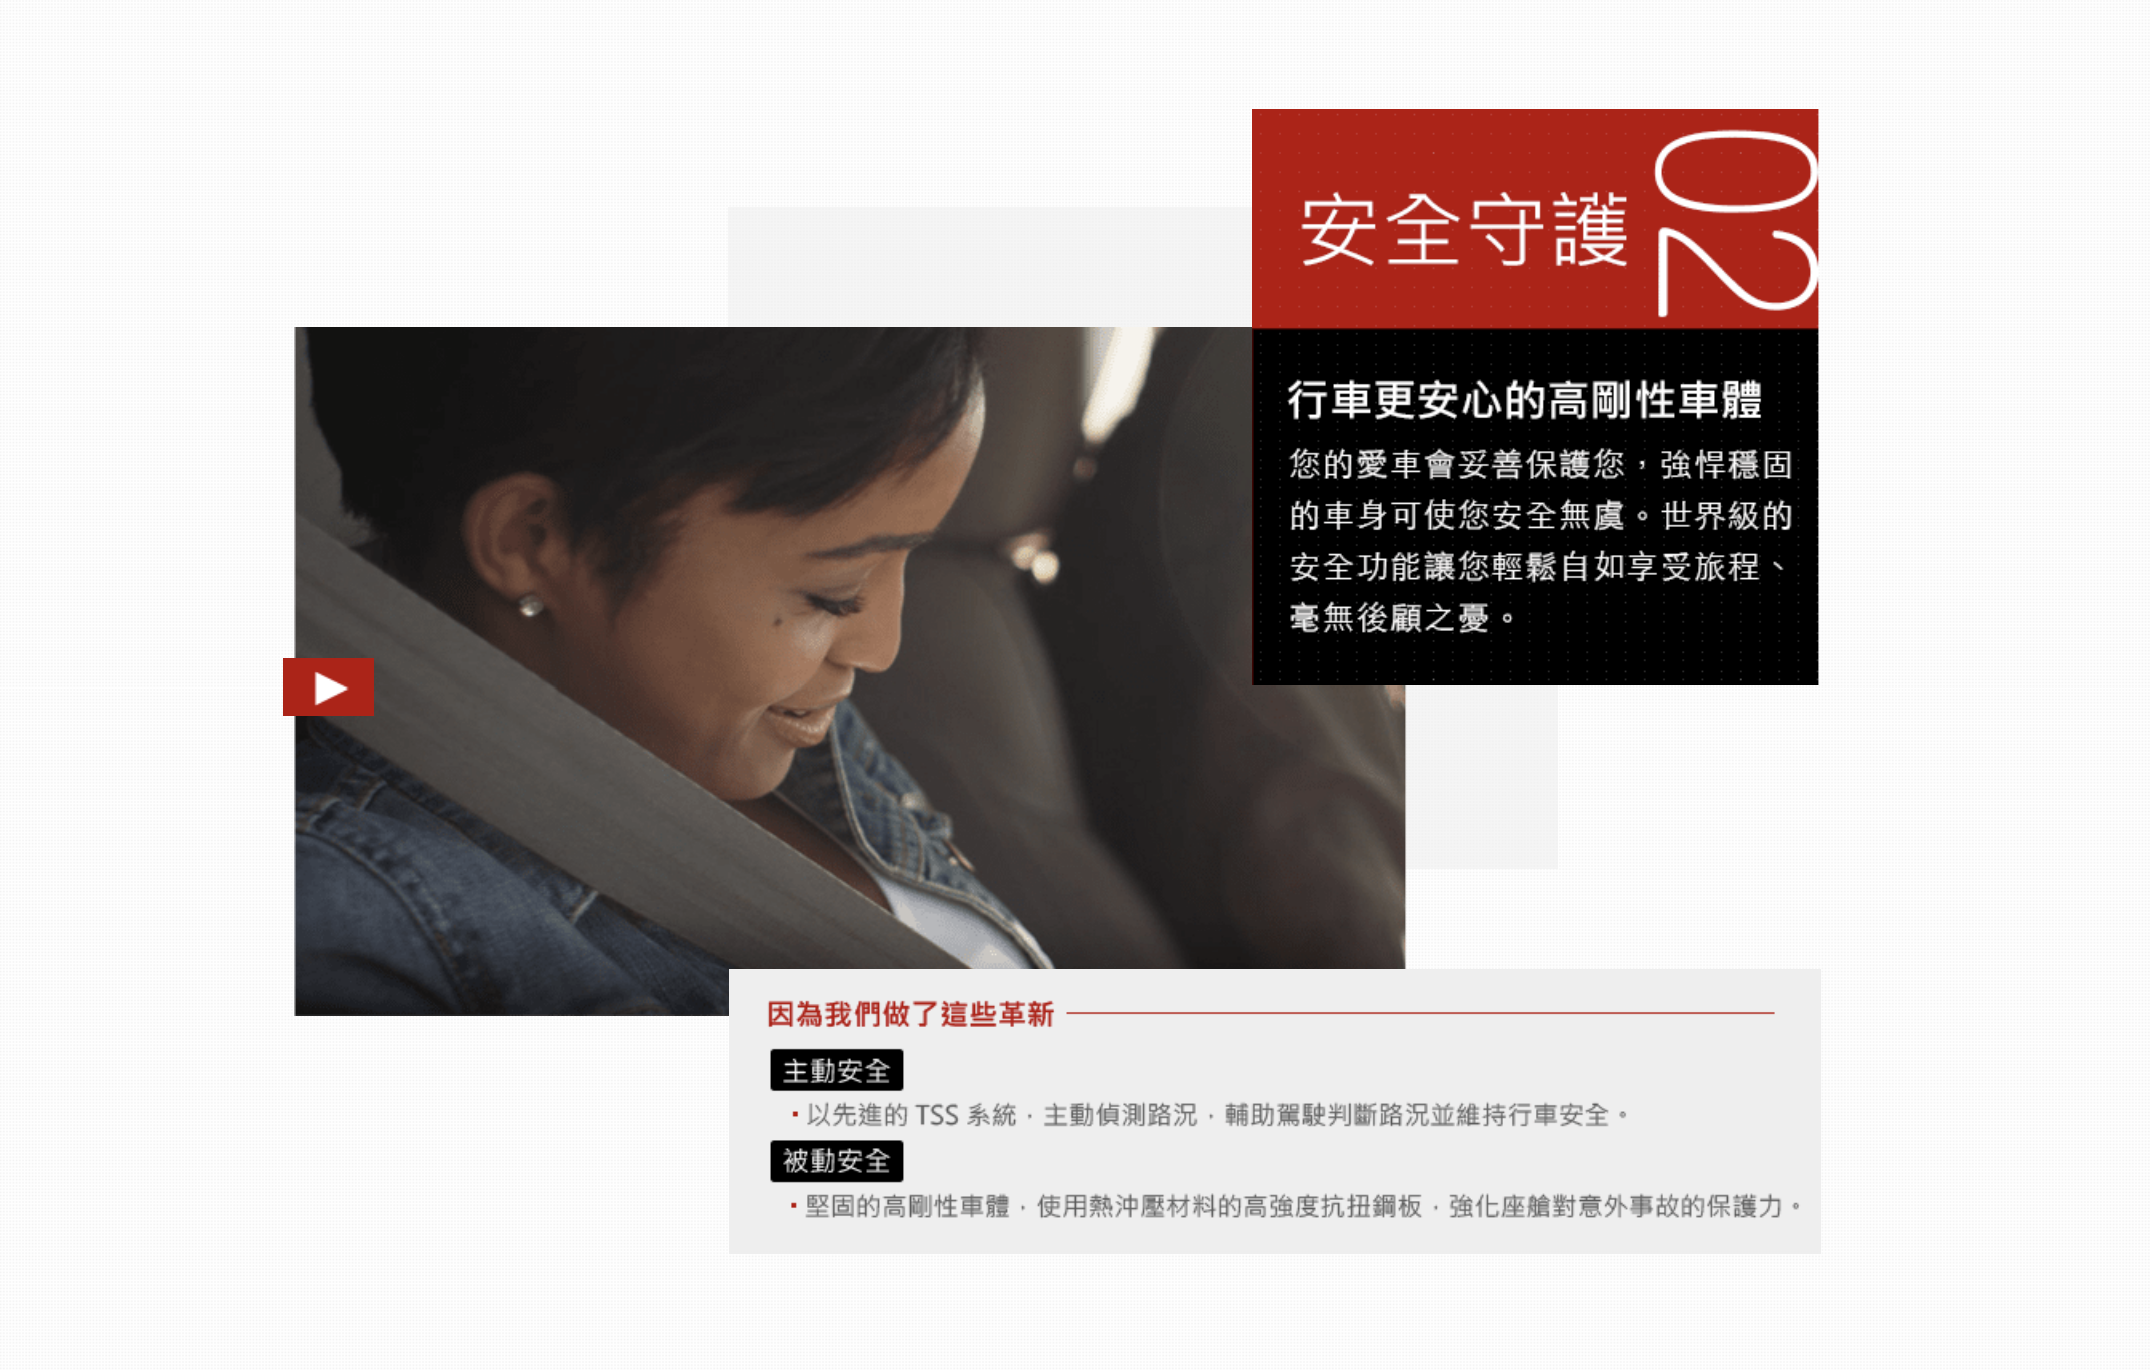 安全守護
02
行車更安心的高剛性車體
您的愛車會妥善保護您，強悍穩固
的車身可使您安全無虞。世界級的
安全功能讓您輕鬆自如享受旅程、
毫無後顧之憂。
因為我們做了這些革新
主動安全
▪以先進的 TSS 系統，主動偵測路況，輔助駕駛判斷路況並維持行車安全。
被動安全
▪堅固的高剛性車體，使用熱沖壓材料的高強度抗扭鋼板，強化座艙對意外事故的保護力。